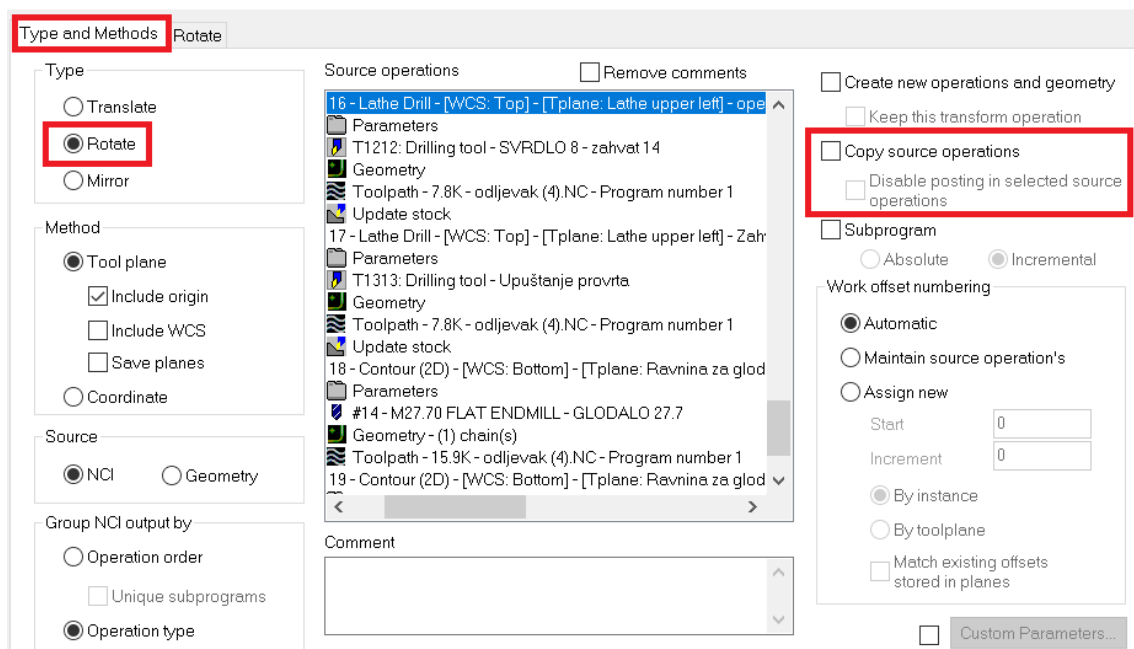 Type and Methods
Rotate
Type
Translate
Rotate
Mirror
Method
Tool plane
Include origin
Include WCS
Save planes
Coordinate
Source
NCI
Geometry
Group NCI output by
Operation order
Unique subprograms
Operation type
Source operations
Remove comments
16 - Lathe Drill - [WCS: Top] - [Tplane: Lathe upper left] - ope
Parameters
T1212: Drilling tool - SVRDLO 8 - zahvat 14
Geometry
Toolpath - 7.8K - odljevak (4).NC - Program number 1
Update stock
17 - Lathe Drill - [WCS: Top] - [Tplane: Lathe upper left] - Zah
Parameters
T1313: Drilling tool - Upuštanje provrta
Geometry
Toolpath - 7.8K - odljevak (4).NC - Program number 1
Update stock
18 - Contour (2D) - [WCS: Bottom] - [Tplane: Ravnina za glod
Parameters
#14 - M27.70 FLAT ENDMILL - GLODALO 27.7
Geometry - (1) chain(s)
Toolpath - 15.9K - odljevak (4).NC - Program number 1
19 - Contour (2D) - [WCS: Bottom] - [Tplane: Ravnina za glod
Comment
Create new operations and geometry
Keep this transform operation
Copy source operations
Disable posting in selected source
operations
Subprogram
Absolute
Incremental
Work offset numbering
Automatic
Maintain source operation's
Assign new
Start
0
Increment
0
By instance
By toolplane
Match existing offsets
stored in planes
Custom Parameters...